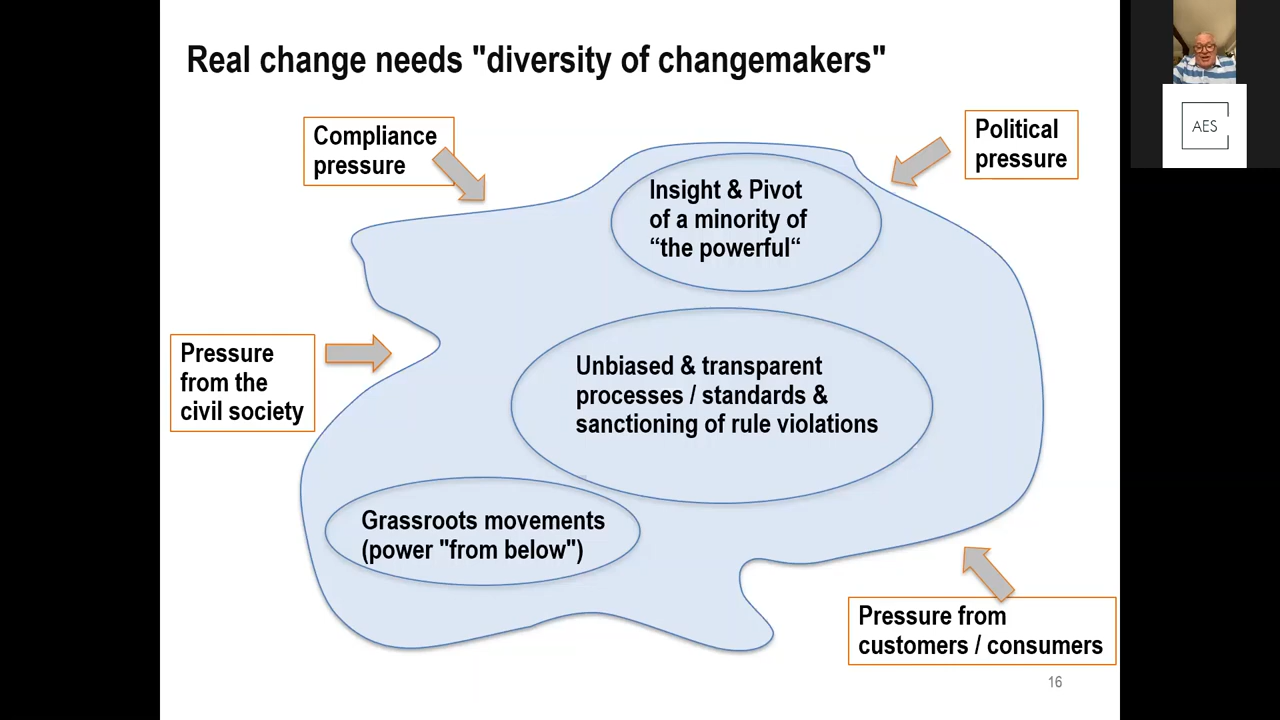 Real change needs "diversity of changemakers"
Compliance
pressure
Political
pressure
Insight & Pivot
of a minority of
“the powerful“
Pressure
from the
civil society
Unbiased & transparent
processes / standards &
sanctioning of rule violations
Grassroots movements
(power "from below")
Pressure from
customers / consumers
16
AES